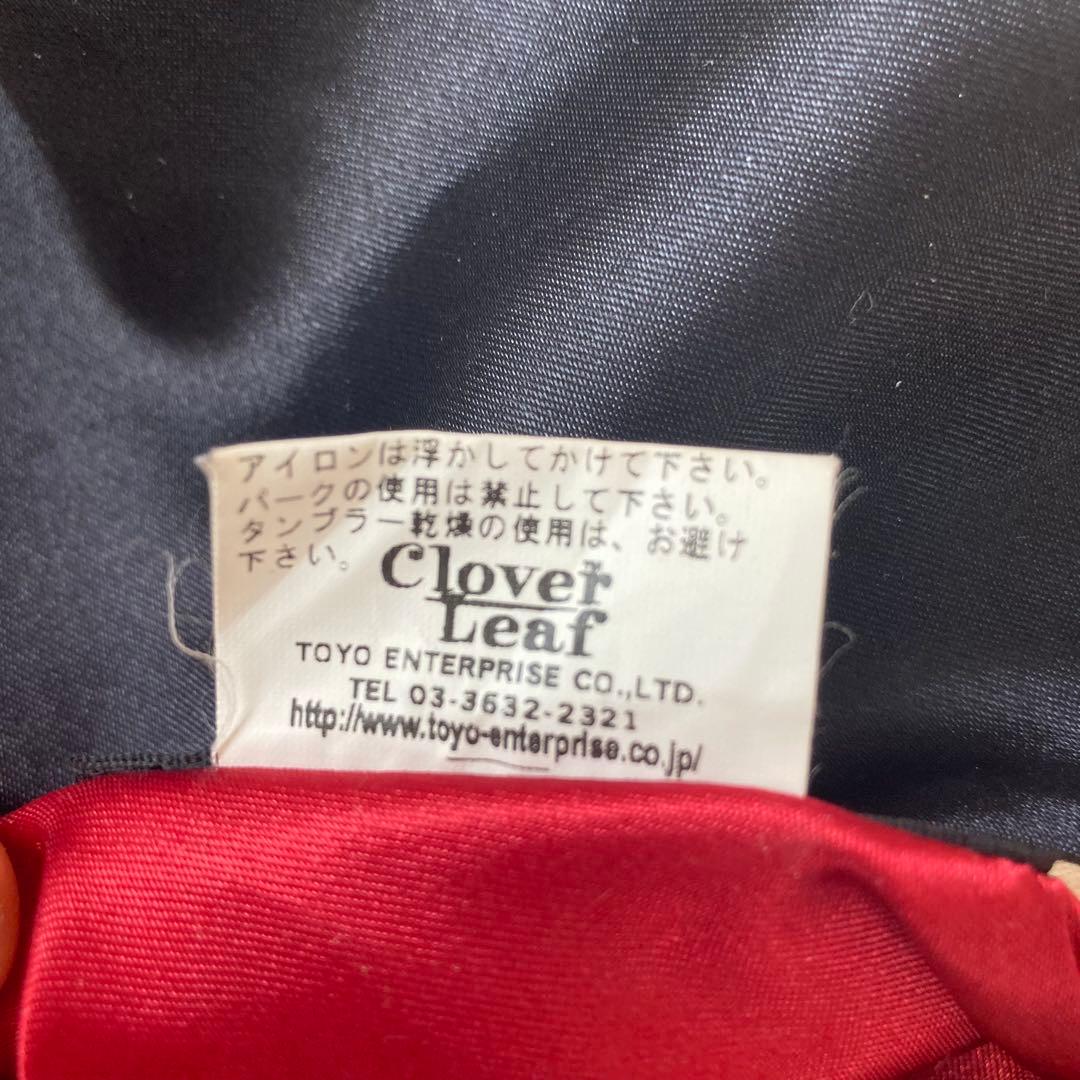 アイロンは浮かしてかけて下さい。
パークの使用は禁止して下さい。
タンブラー乾燥の使用は、お避け
下さい。
Clover™
Leaf
TOYO ENTERPRISE CO.,LTD.
TEL 03-3632-2321
http://www.toyo-enterprise.co.jp/